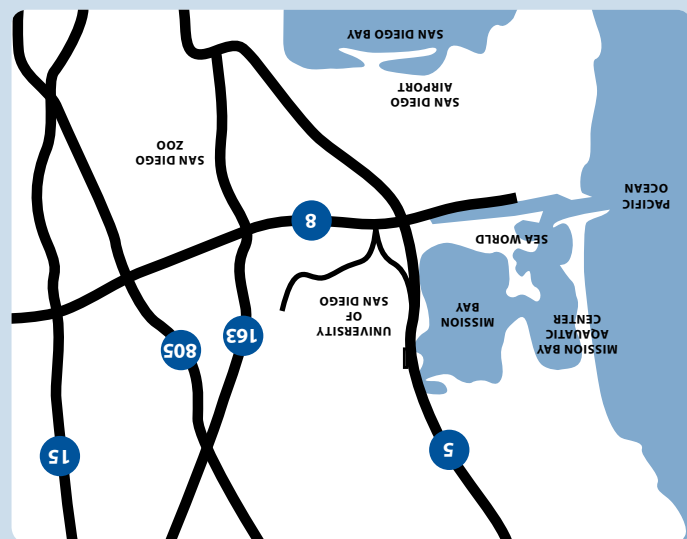 5
15
MISSION BAY
AQAUATIC
CENTER
MISSION
BAY
UNIVERSITY
OF
SAN DIEGO
163
805
SEA WORLD
8
PACIFIC
OCEAN
SAN DIEGO
ZOO
SAN DIEGO
AIRPORT
SAN DIEGO BAY